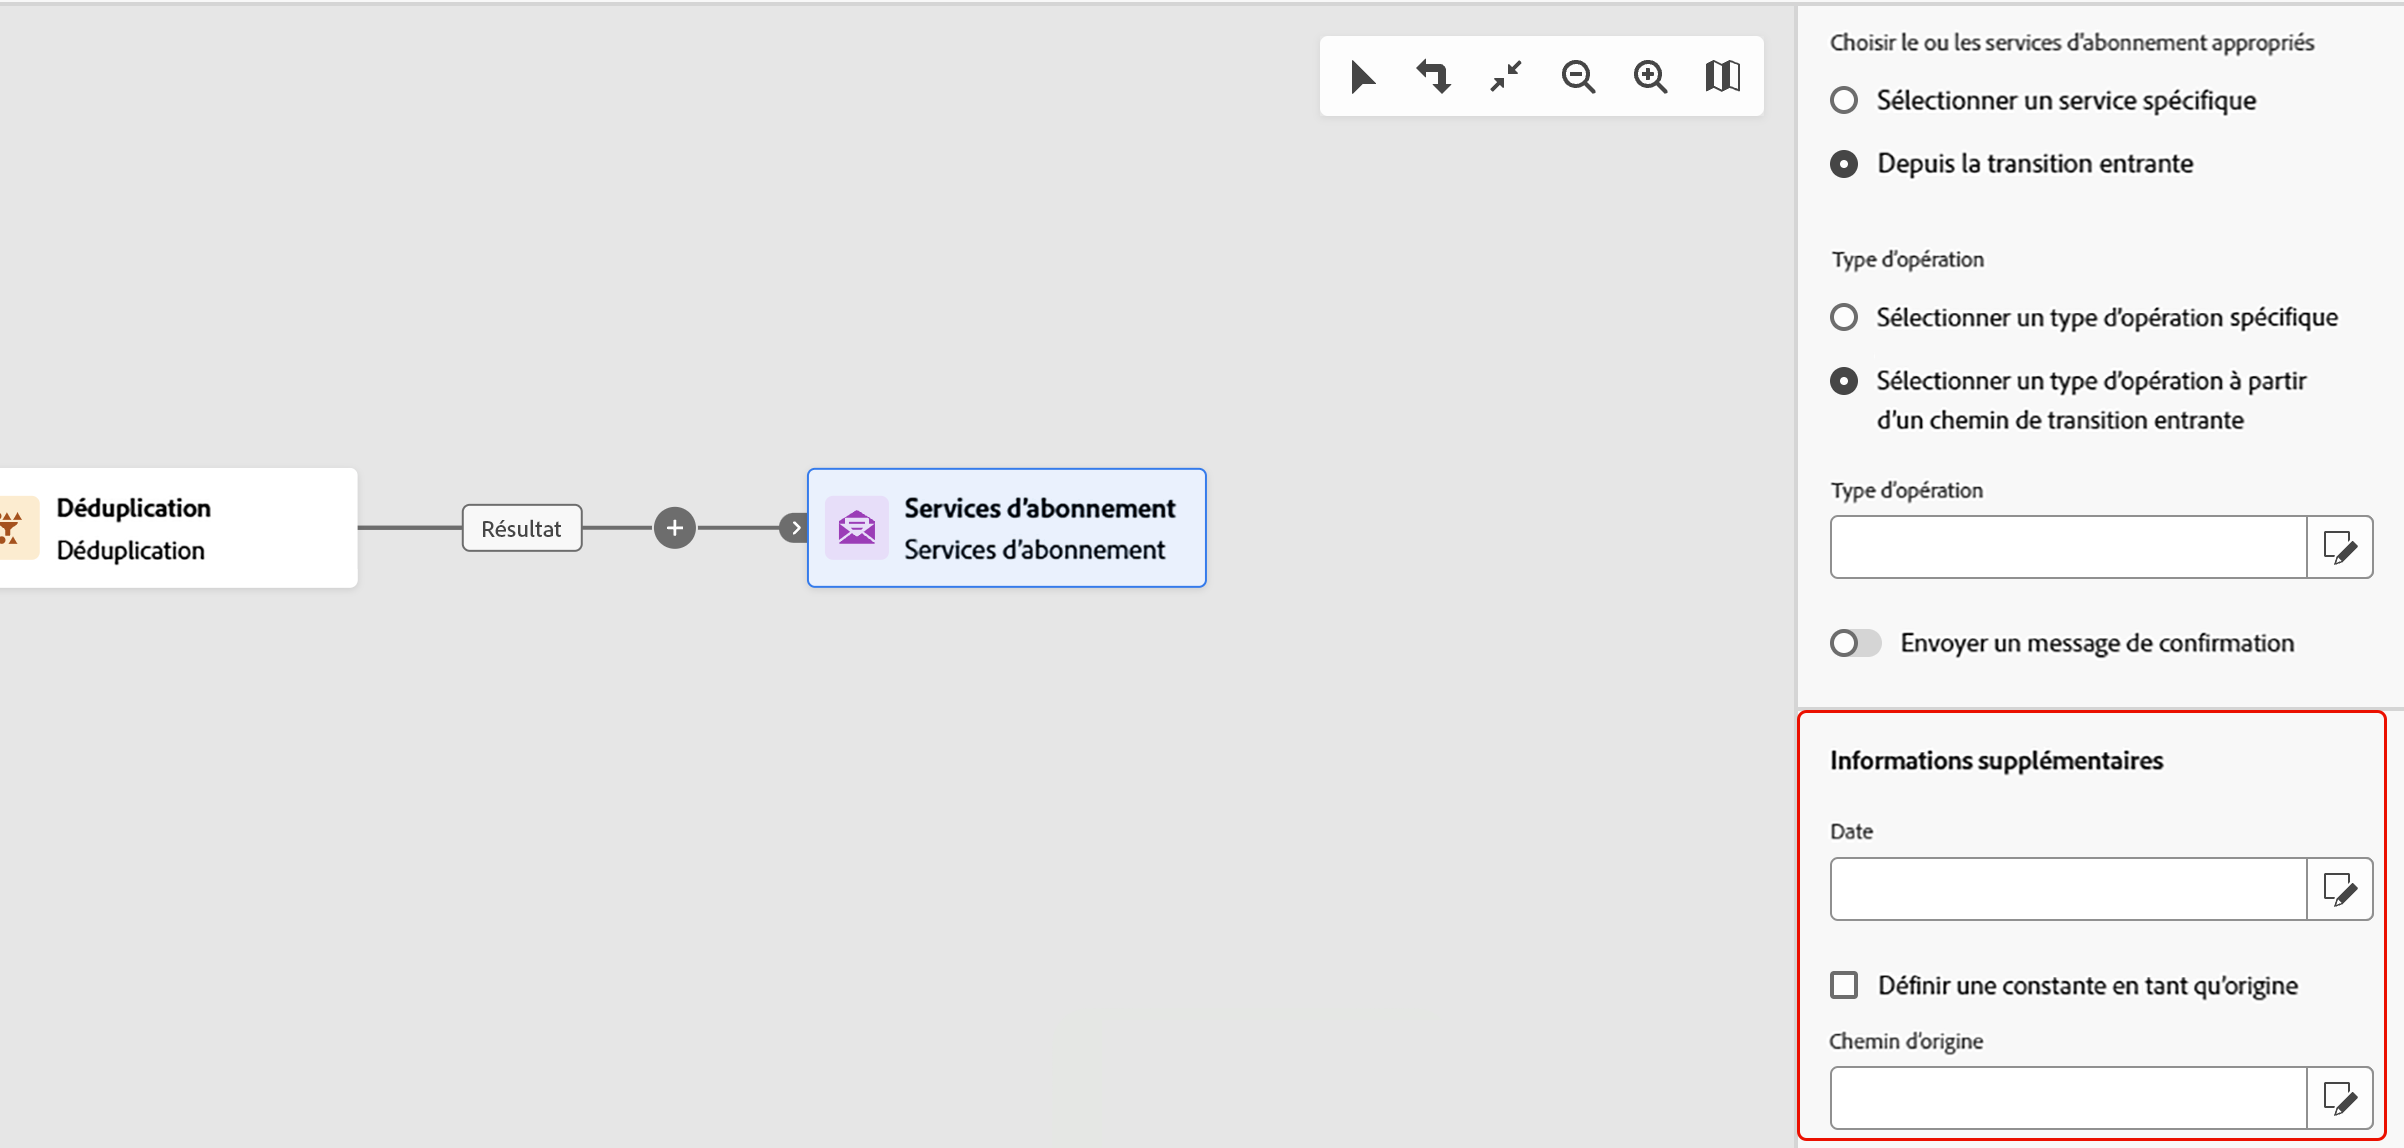 Choisir le ou les services d'abonnement appropriés
Sélectionner un service spécifique
Depuis la transition entrante
Type d'opération
Sélectionner un type d'opération spécifique
Sélectionner un type d'opération à partir
d'un chemin de transition entrante
Type d'opération
Envoyer un message de confirmation
Déduplication
Déduplication
Résultat
Services d'abonnement
Services d'abonnement
Informations supplémentaires
Date
Définir une constante en tant qu'origine
Chemin d'origine